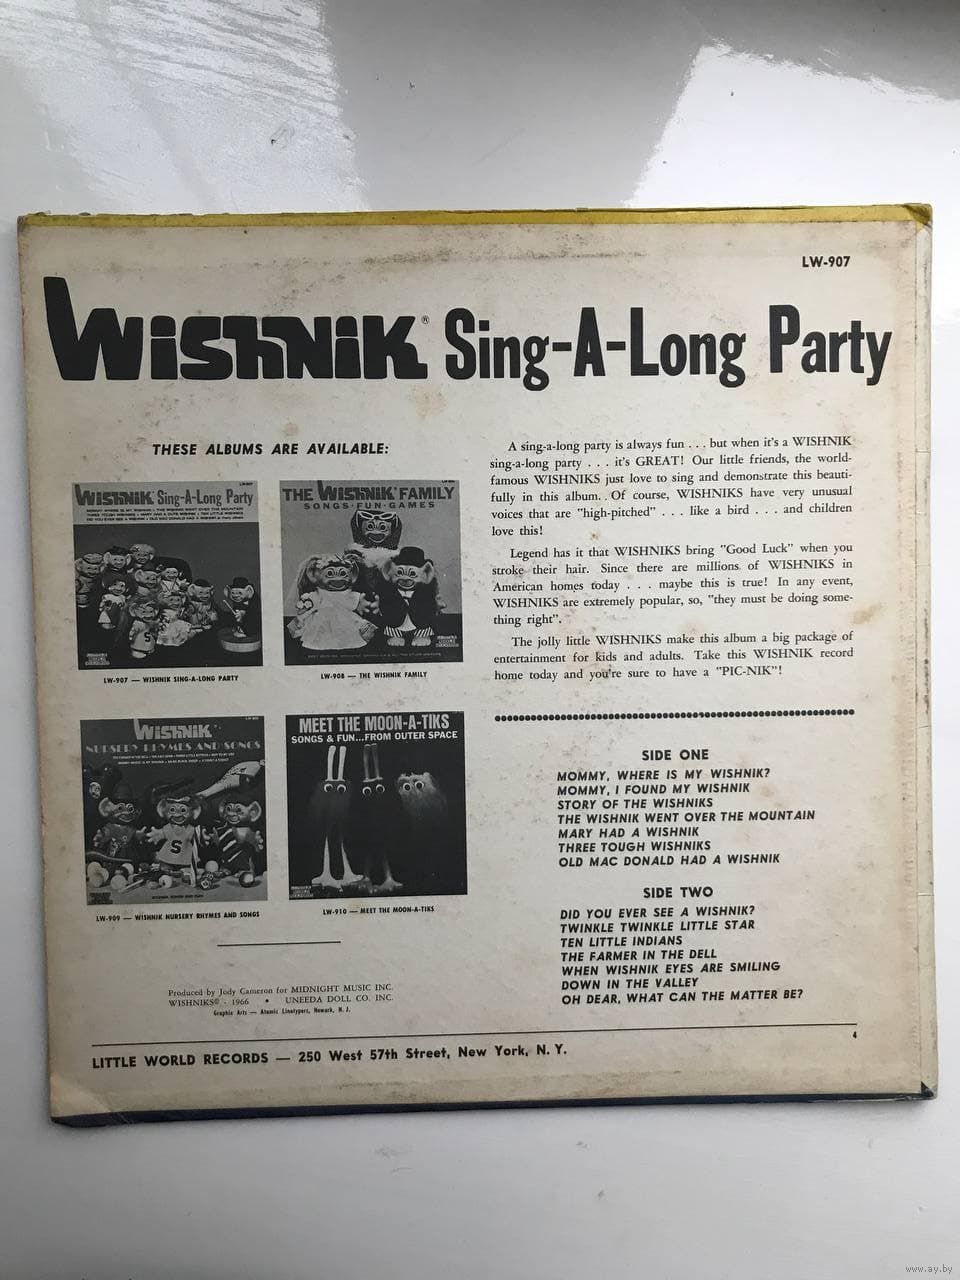 LW-907
WISHNIK® Sing-A-Long Party
THESE ALBUMS ARE AVAILABLE:
WISHNIK Sing-A-Long Party
LW-907 — WISHNIK SING-A-LONG PARTY
THE WISHNIK FAMILY
SONGS·FUN·GAMES
LW-908 — THE WISHNIK FAMILY
WISHNIK
NURSERY RHYMES AND SONGS
S
LW-909 — WISHNIK NURSERY RHYMES AND SONGS
MEET THE MOON-A-TIKS
SONGS & FUN...FROM OUTER SPACE
LW-910 — MEET THE MOON-A-TIKS
Produced by Jody Cameron for MIDNIGHT MUSIC INC.
WISHNIKS® - 1966 • UNEEDA DOLL CO. INC.
Graphic Arts — Atomic Linotypers, Newark, N. J.
A sing-a-long party is always fun . . . but when it's a WISHNIK
sing-a-long party . . . it's GREAT! Our little friends, the world-
famous WISHNIKS just love to sing and demonstrate this beauti-
fully in this album. . Of course, WISHNIKS have very unusual
voices that are "high-pitched" . . . like a bird . . . and children
love this!
Legend has it that WISHNIKS bring "Good Luck" when you
stroke their hair. Since there are millions of WISHNIKS in
American homes today . . . maybe this is true! In any event,
WISHNIKS are extremely popular, so, "they must be doing some-
thing right".
The jolly little WISHNIKS make this album a big package of
entertainment for kids and adults. Take this WISHNIK record
home today and you're sure to have a "PIC-NIK"!
SIDE ONE
MOMMY, WHERE IS MY WISHNIK?
MOMMY, I FOUND MY WISHNIK
STORY OF THE WISHNIKS
THE WISHNIK WENT OVER THE MOUNTAIN
MARY HAD A WISHNIK
THREE TOUGH WISHNIKS
OLD MAC DONALD HAD A WISHNIK
SIDE TWO
DID YOU EVER SEE A WISHNIK?
TWINKLE TWINKLE LITTLE STAR
TEN LITTLE INDIANS
THE FARMER IN THE DELL
WHEN WISHNIK EYES ARE SMILING
DOWN IN THE VALLEY
OH DEAR, WHAT CAN THE MATTER BE?
4
LITTLE WORLD RECORDS — 250 West 57th Street, New York, N. Y.
www.ay.by